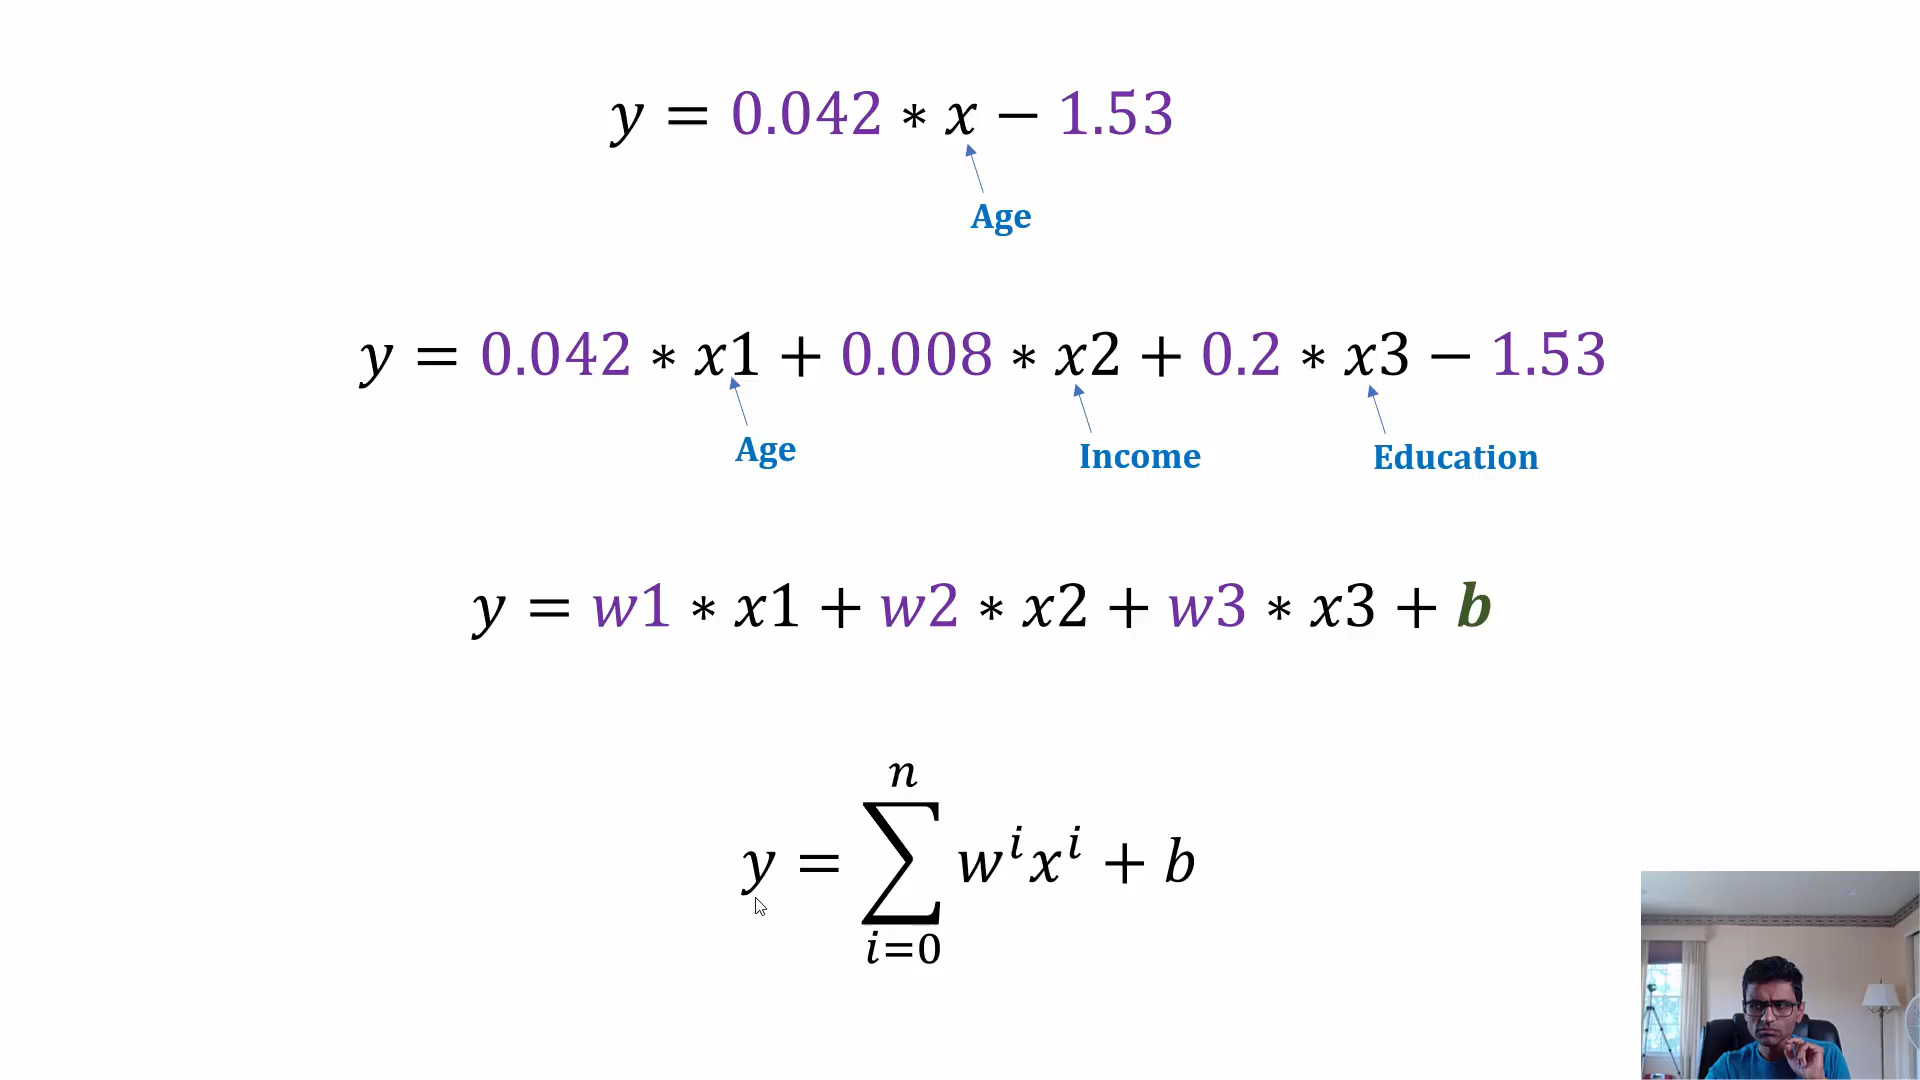 y = 0.042 * x − 1.53
Age
y = 0.042 * x1 + 0.008 * x2 + 0.2 * x3 − 1.53
Age Income Education
y = w1 * x1 + w2 * x2 + w3 * x3 + b
n
y = ∑ wⁱxⁱ + b
i=0